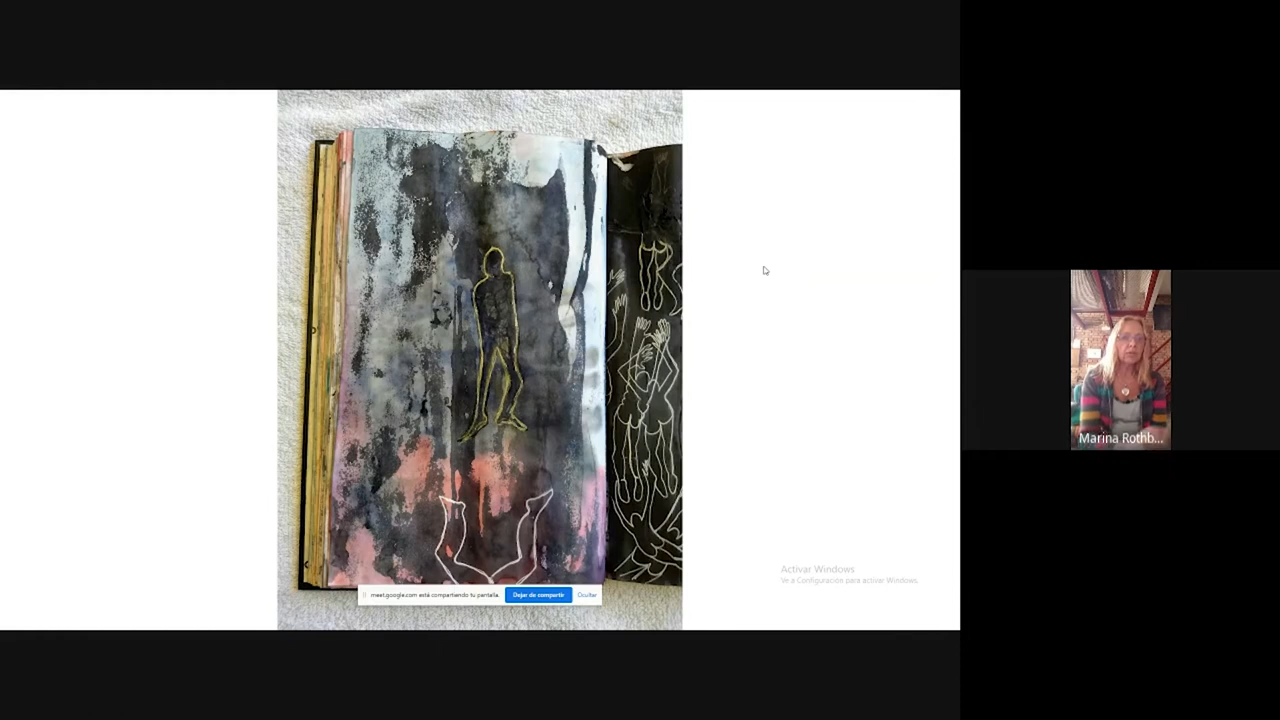 Activar Windows
Ve a Configuración para activar Windows.
meet.google.com está compartiendo tu pantalla.
Dejar de compartir
Ocultar
Marina Rothb...